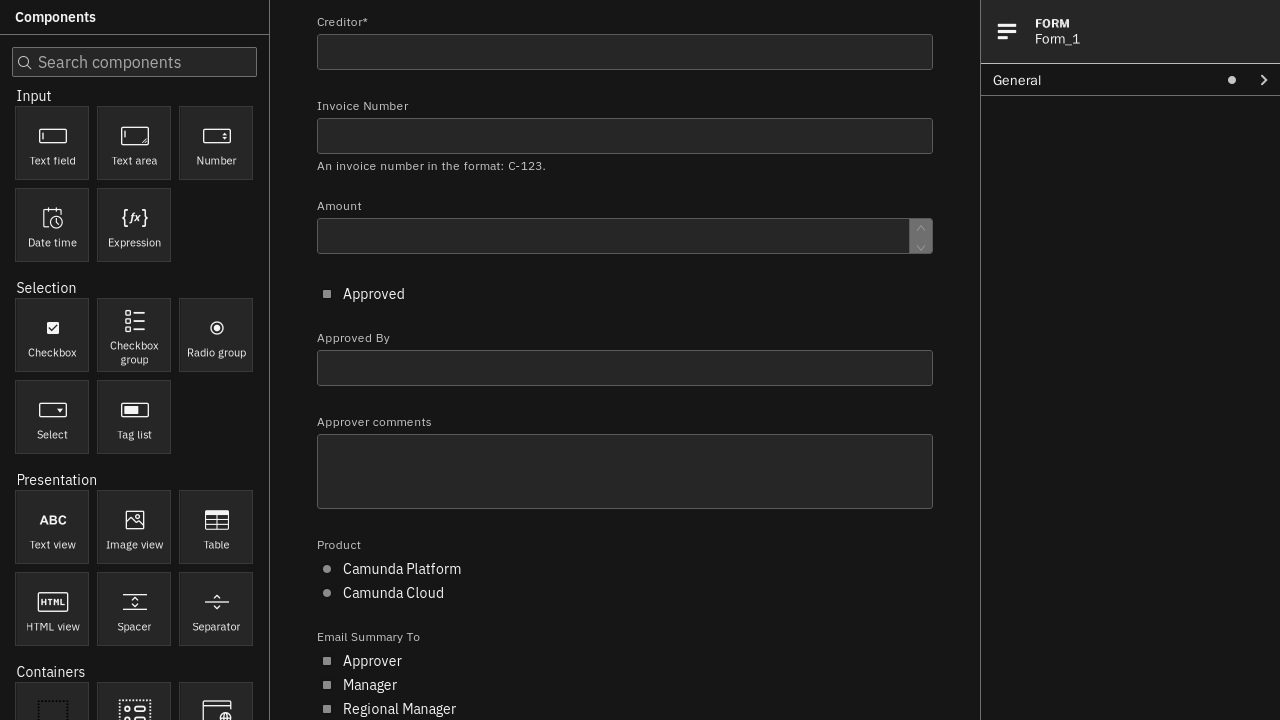 Components
Search components
Input
Text field
Text area
Number
Date time
{fx}
Expression
Selection
Checkbox
Checkbox
group
Radio group
Select
Tag list
Presentation
ABC
Text view
Image view
Table
HTML
HTML view
Spacer
Separator
Containers
Creditor*
Invoice Number
An invoice number in the format: C-123.
Amount
Approved
Approved By
Approver comments
Product
Camunda Platform
Camunda Cloud
Email Summary To
Approver
Manager
Regional Manager
FORM
Form_1
General